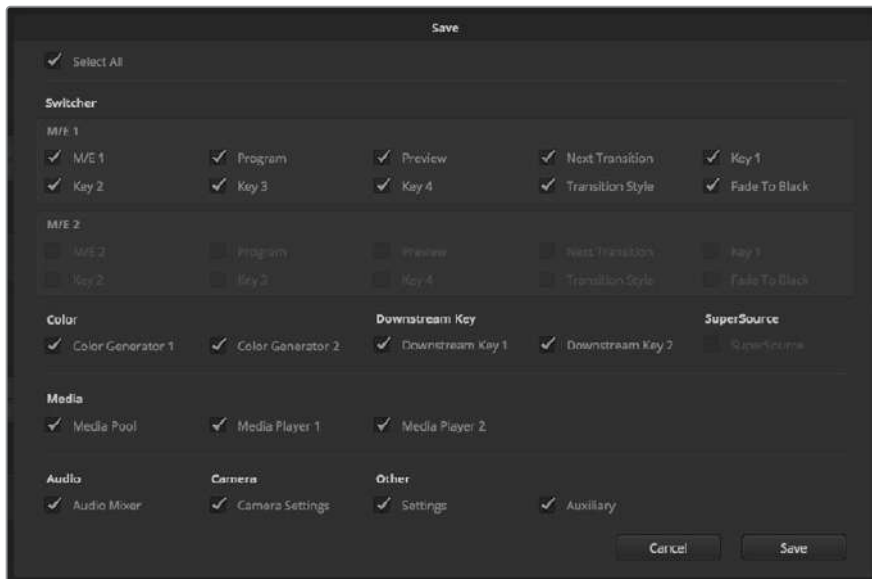 Save
Select All
Switcher
M/E 1
M/E 1 Program Preview Next Transition Key 1
Key 2 Key 3 Key 4 Transition Style Fade To Black
M/E 2
M/E 2 Program Preview Next Transition Key 1
Key 2 Key 3 Key 4 Transition Style Fade To Black
Color Downstream Key SuperSource
Color Generator 1 Color Generator 2 Downstream Key 1 Downstream Key 2 SuperSource
Media
Media Pool Media Player 1 Media Player 2
Audio Camera Other
Audio Mixer Camera Settings Settings Auxiliary
Cancel Save